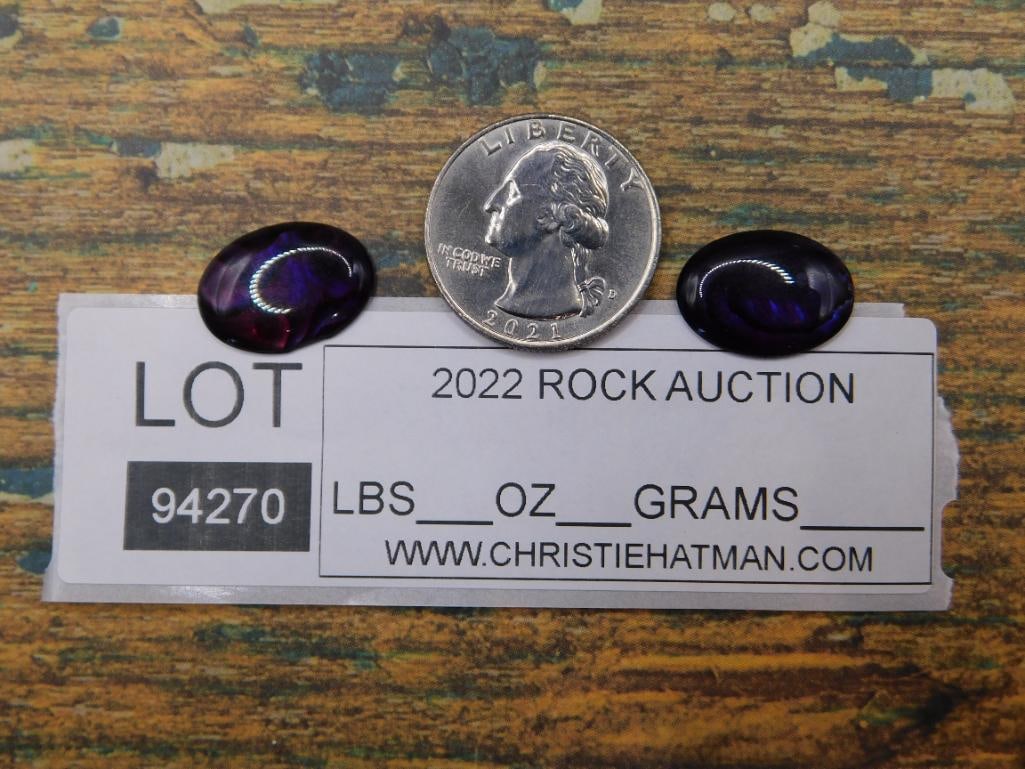 LIBERTY
IN GOD WE
TRUST
D
2021
LOT
94270
2022 ROCK AUCTION
LBS___OZ___GRAMS_____
WWW.CHRISTIEHATMAN.COM